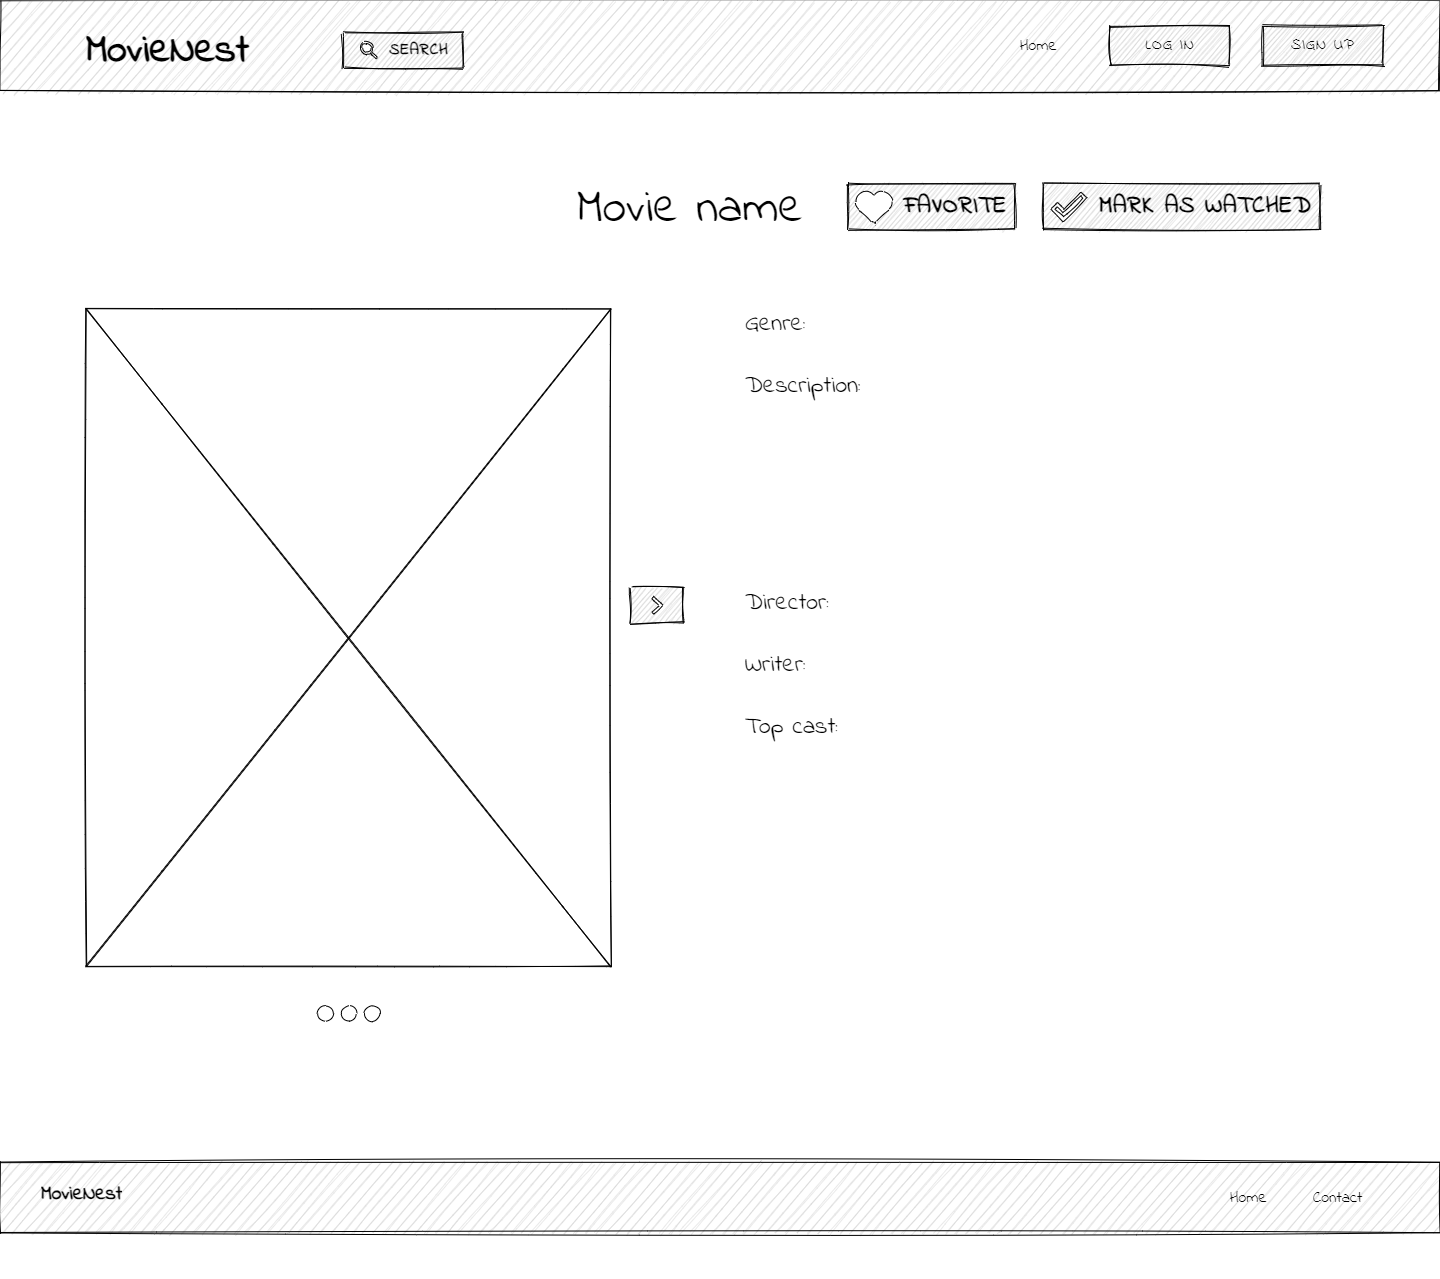 MovieNest
SEARCH
Home
LOG IN
SIGN UP
Movie name
FAVORITE
MARK AS WATCHED
Genre:
Description:
Director:
Writer:
Top cast:
MovieNest
Home
Contact